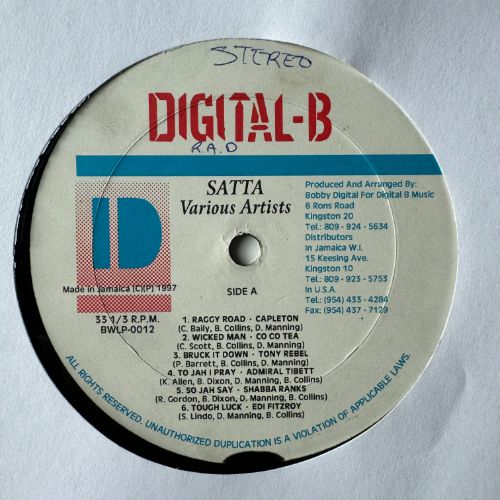 STEREO
DIGITAL-B
R.A.D
SATTA
Various Artists
Produced and Arranged By:
Bobby Digital For Digital B Music
6 Rons Road
Kingston 20
Tel.: 809 - 924 - 5634
Distributors
In Jamaica W.I.
15 Keesing Ave.
Kingston 10
Tel.: 809 - 923 - 5753
In U.S.A.
Tel.: (954) 433 - 4284
Fax: (954) 437 - 7129
D
Made in Jamaica (C)(P) 1997
33 1/3 R.P.M.
BWLP-0012
SIDE A
1. RAGGY ROAD - CAPLETON
(C. Baily, B. Collins, D. Manning)
2. WICKED MAN - CO CO TEA
(C. Scott, B. Collins, D. Manning)
3. BRUCK IT DOWN - TONY REBEL
(P. Barrett, B. Collins, D. Manning)
4. TO JAH I PRAY - ADMIRAL TIBETT
(K. Allen, B. Dixon, D. Manning, B. Collins)
5. SO JAH SAY - SHABBA RANKS
(R. Gordon, B. Dixon, D. Manning, B. Collins)
6. TOUGH LUCK - EDI FITZROY
(S. Lindo, D. Manning, B. Collins)
ALL RIGHTS RESERVED. UNAUTHORIZED DUPLICATION IS A VIOLATION OF APPLICABLE LAWS.